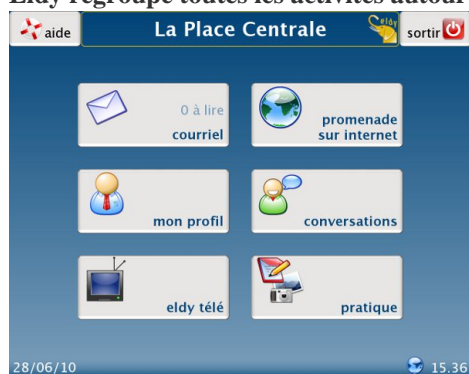 Eldy regroupe toutes les activités autour
aide
La Place Centrale
eldy
sortir
0 à lire
courriel
promenade
sur internet
mon profil
conversations
eldy télé
pratique
28/06/10
15.36